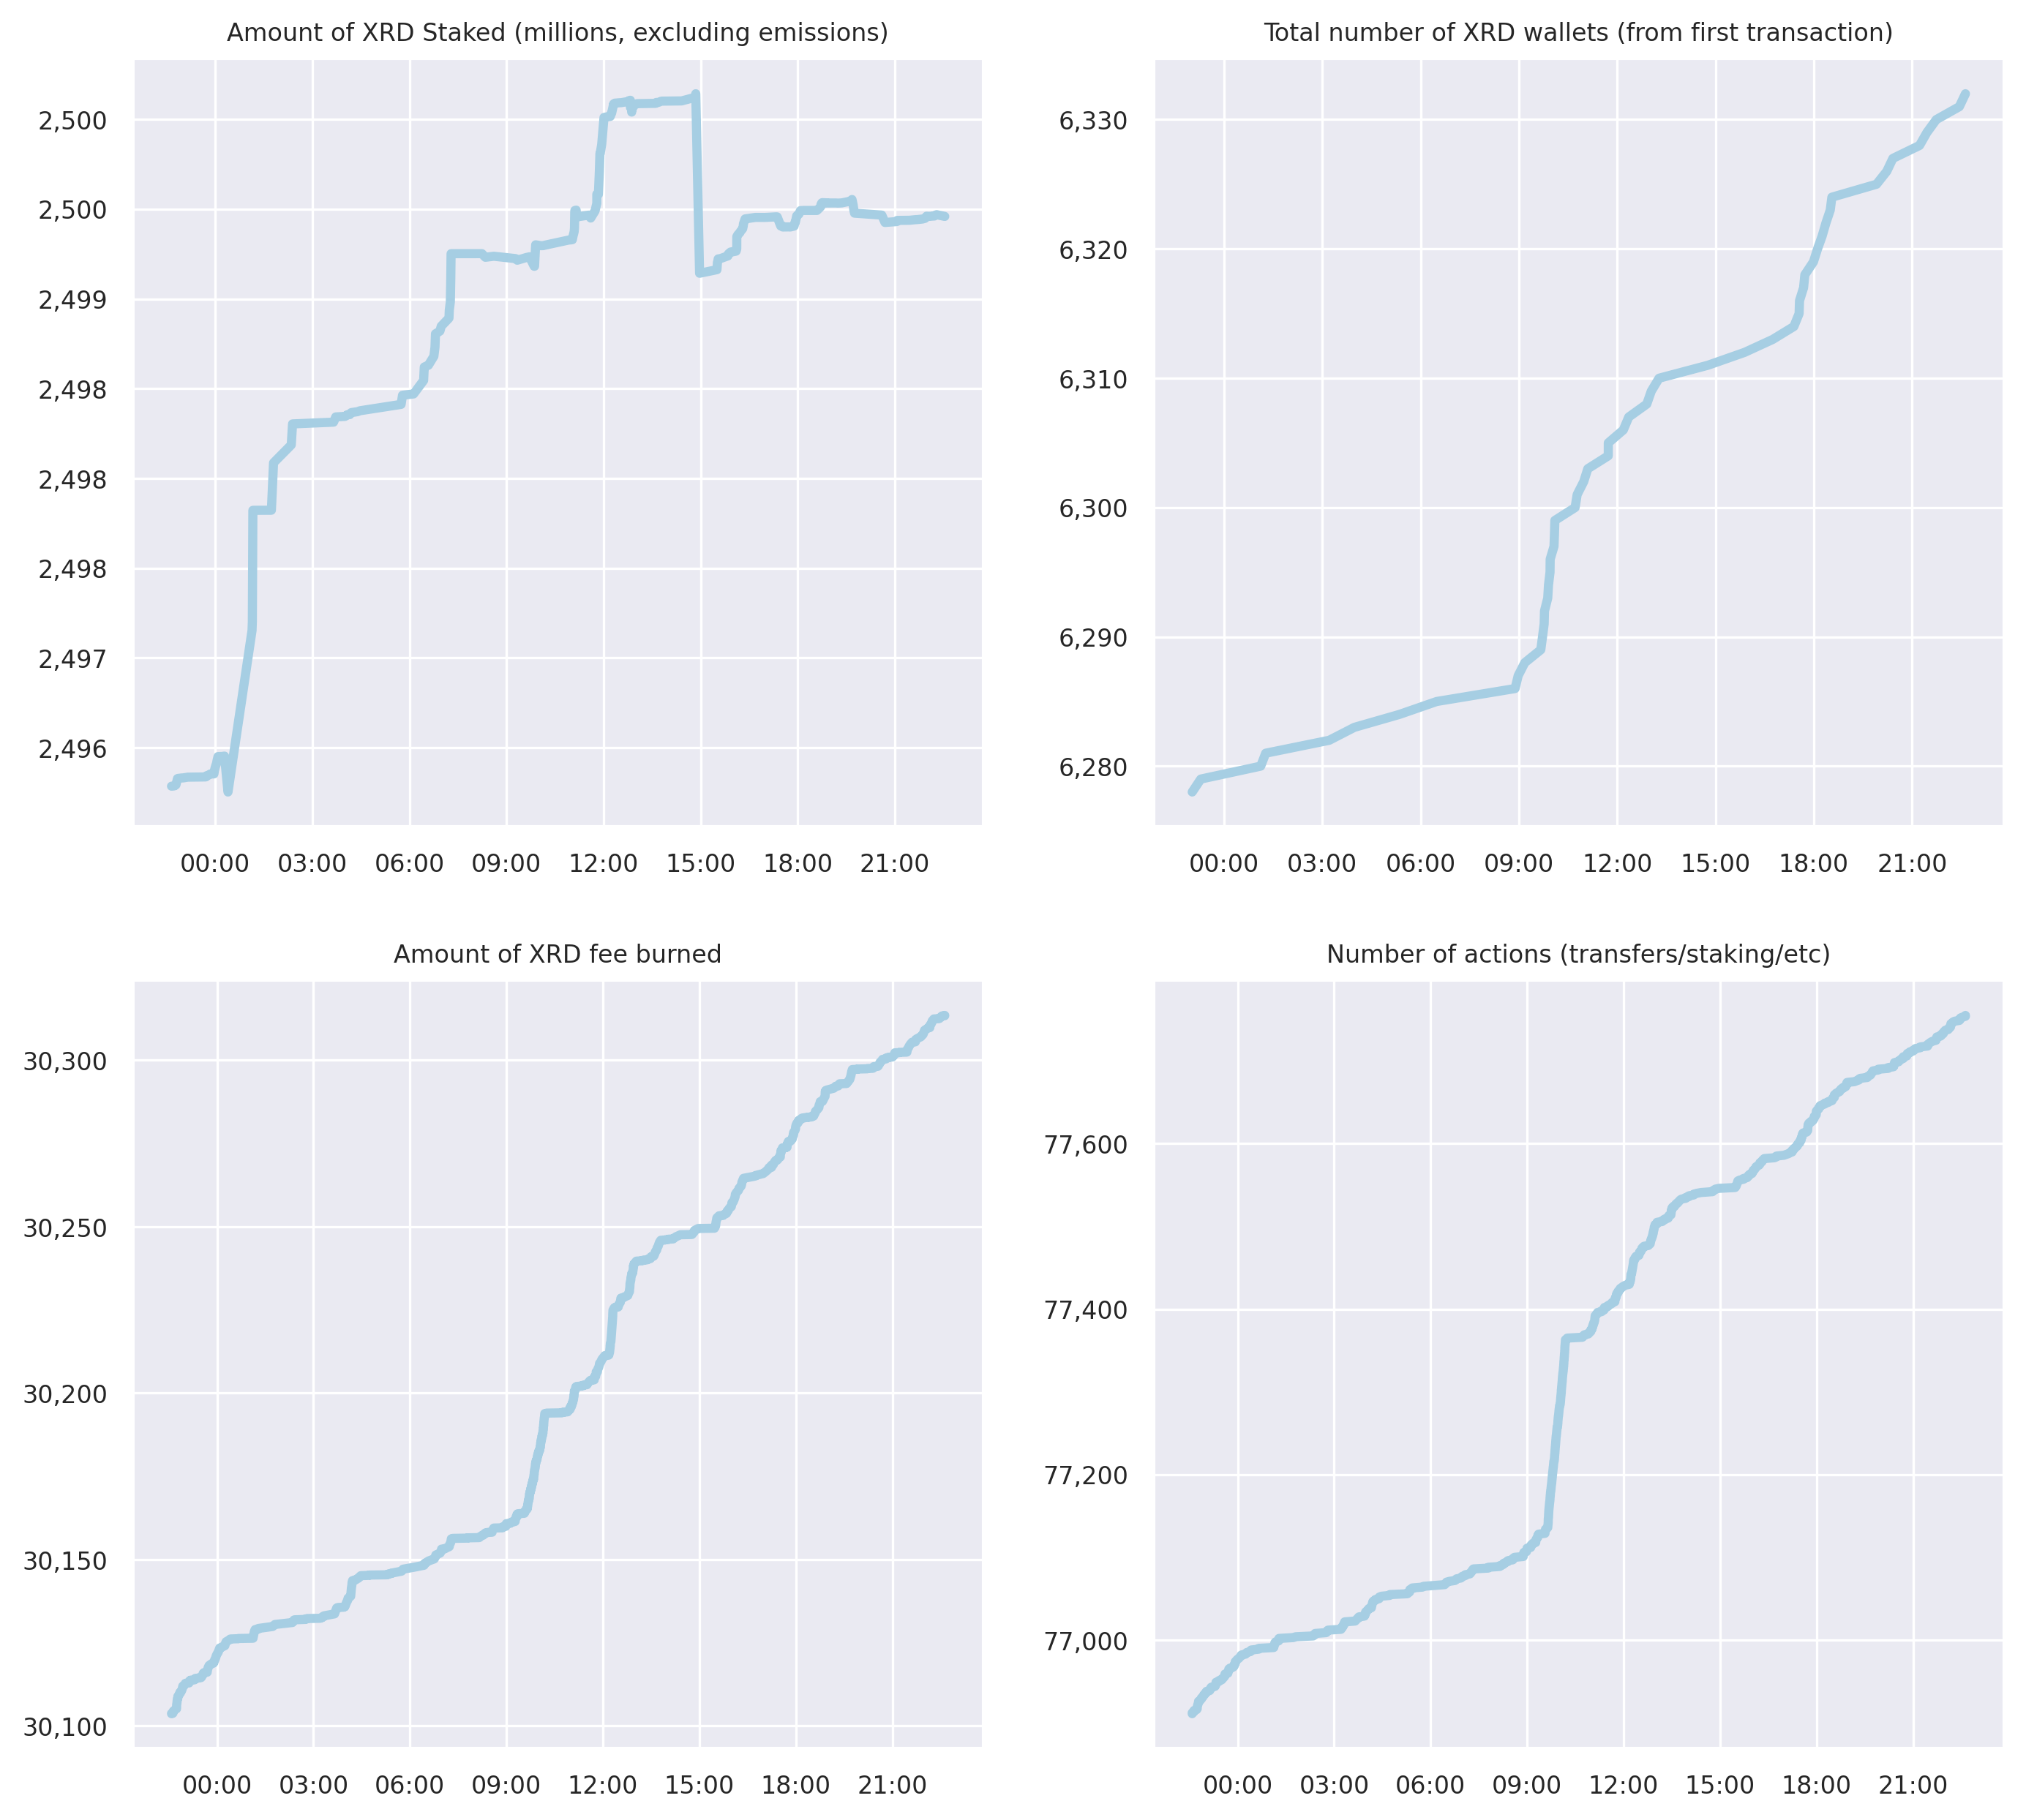 Amount of XRD Staked (millions, excluding emissions)
2,500
2,500
2,499
2,498
2,498
2,498
2,497
2,496
00:00 03:00 06:00 09:00 12:00 15:00 18:00 21:00
Total number of XRD wallets (from first transaction)
6,330
6,320
6,310
6,300
6,290
6,280
00:00 03:00 06:00 09:00 12:00 15:00 18:00 21:00
Amount of XRD fee burned
30,300
30,250
30,200
30,150
30,100
00:00 03:00 06:00 09:00 12:00 15:00 18:00 21:00
Number of actions (transfers/staking/etc)
77,600
77,400
77,200
77,000
00:00 03:00 06:00 09:00 12:00 15:00 18:00 21:00